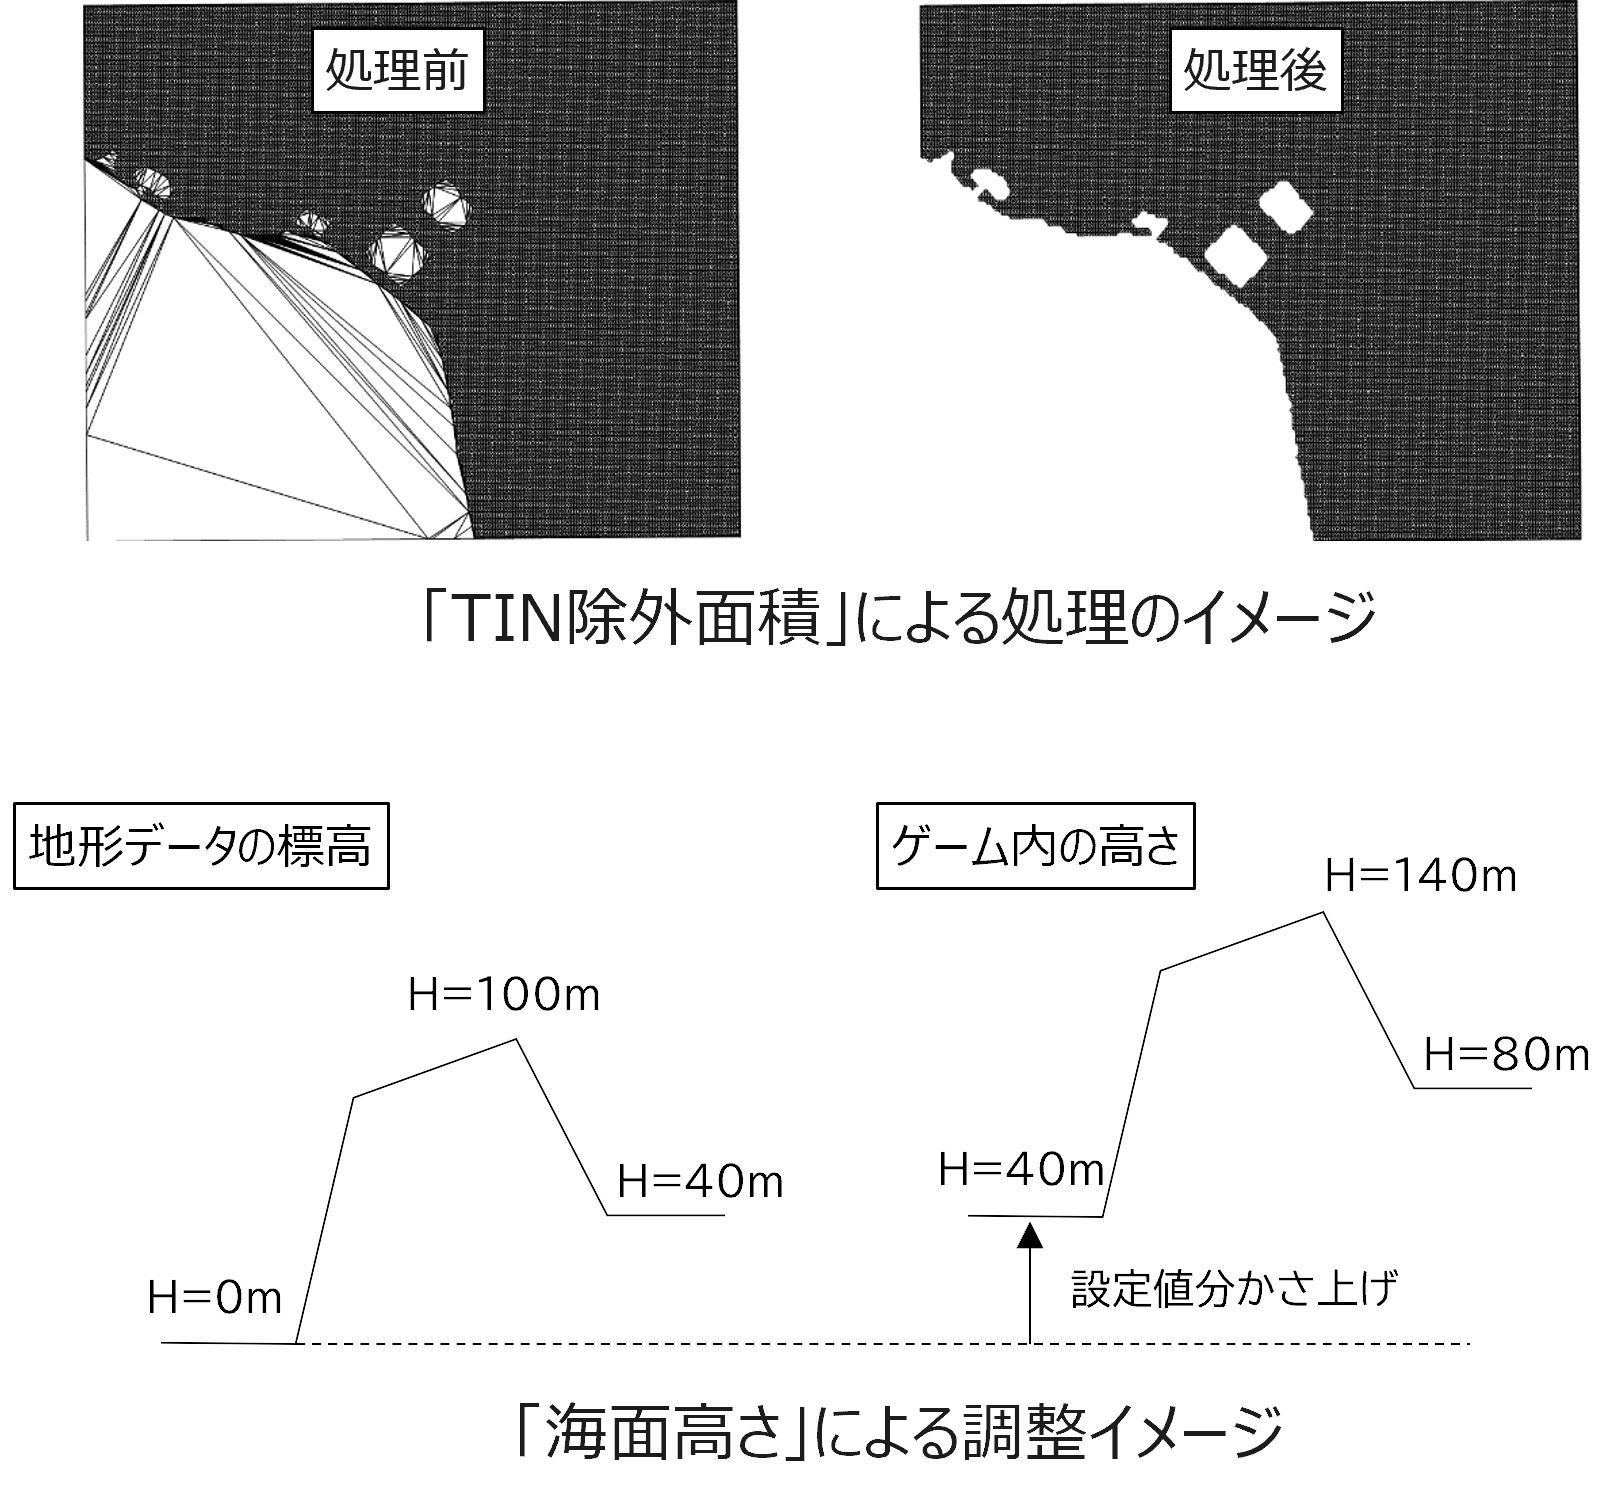 処理前
処理後
「TIN除外面積」による処理のイメージ
地形データの標高
ゲーム内の高さ
H=140m
H=100m
H=80m
H=40m
H=40m
H=0m
設定値分かさ上げ
「海面高さ」による調整イメージ